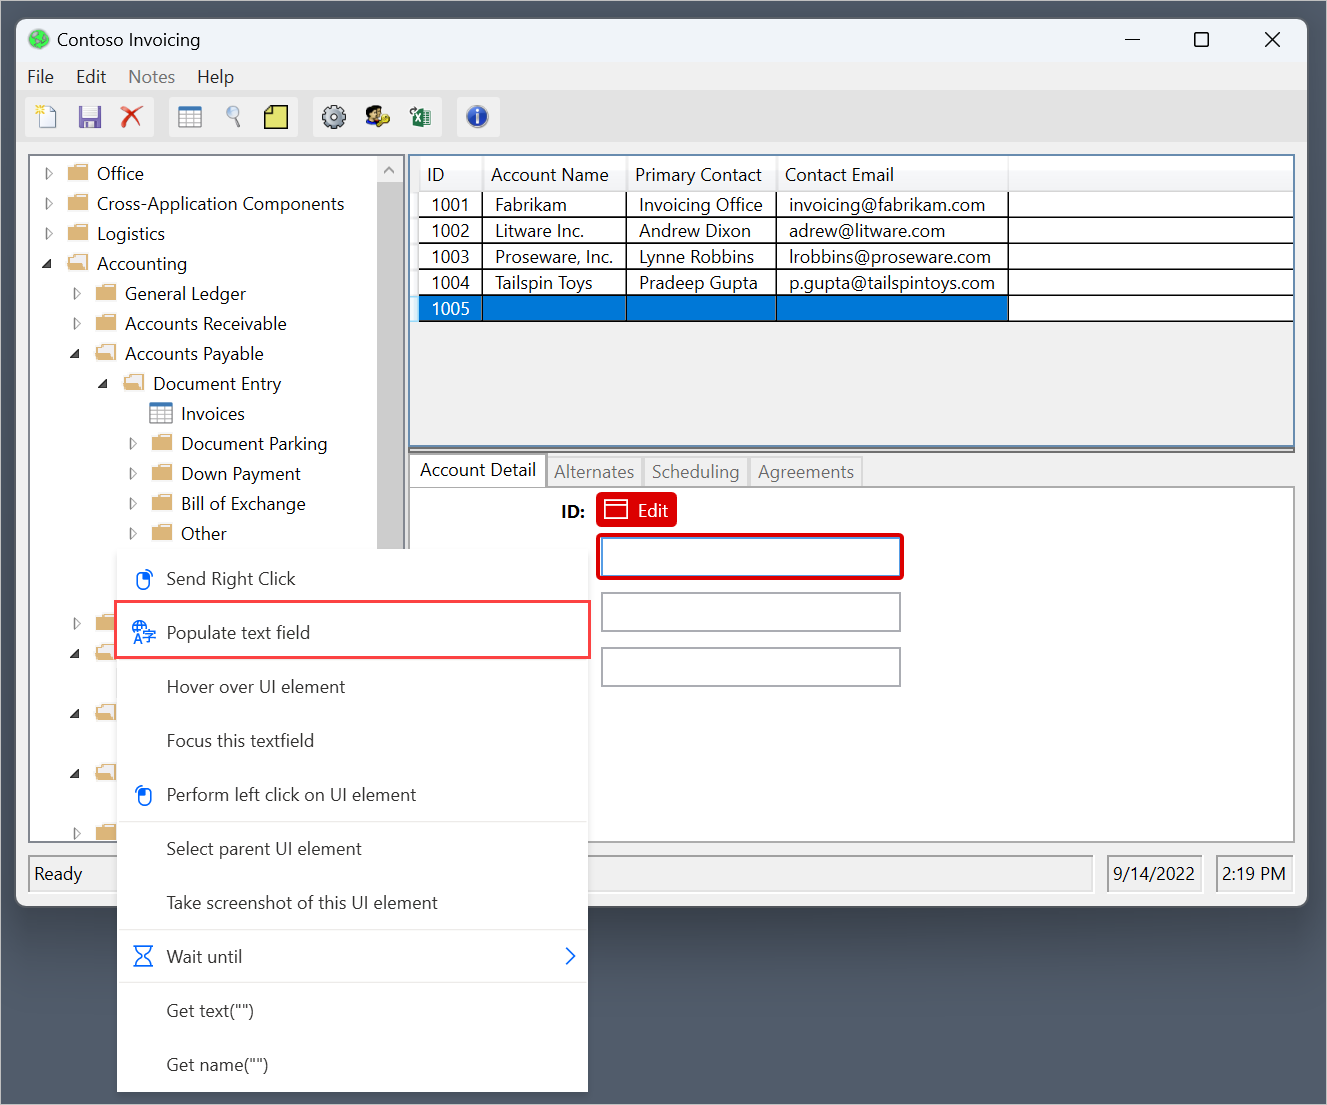 Contoso Invoicing
File Edit Notes Help
Office
Cross-Application Components
Logistics
Accounting
General Ledger
Accounts Receivable
Accounts Payable
Document Entry
Invoices
Document Parking
Down Payment
Bill of Exchange
Other
ID Account Name Primary Contact Contact Email
1001 Fabrikam Invoicing Office invoicing@fabrikam.com
1002 Litware Inc. Andrew Dixon adrew@litware.com
1003 Proseware, Inc. Lynne Robbins lrobbins@proseware.com
1004 Tailspin Toys Pradeep Gupta p.gupta@tailspintoys.com
1005
Account Detail Alternates Scheduling Agreements
ID: Edit
Send Right Click
Populate text field
Hover over UI element
Focus this textfield
Perform left click on UI element
Select parent UI element
Take screenshot of this UI element
Wait until
Get text("")
Get name("")
Ready 9/14/2022 2:19 PM